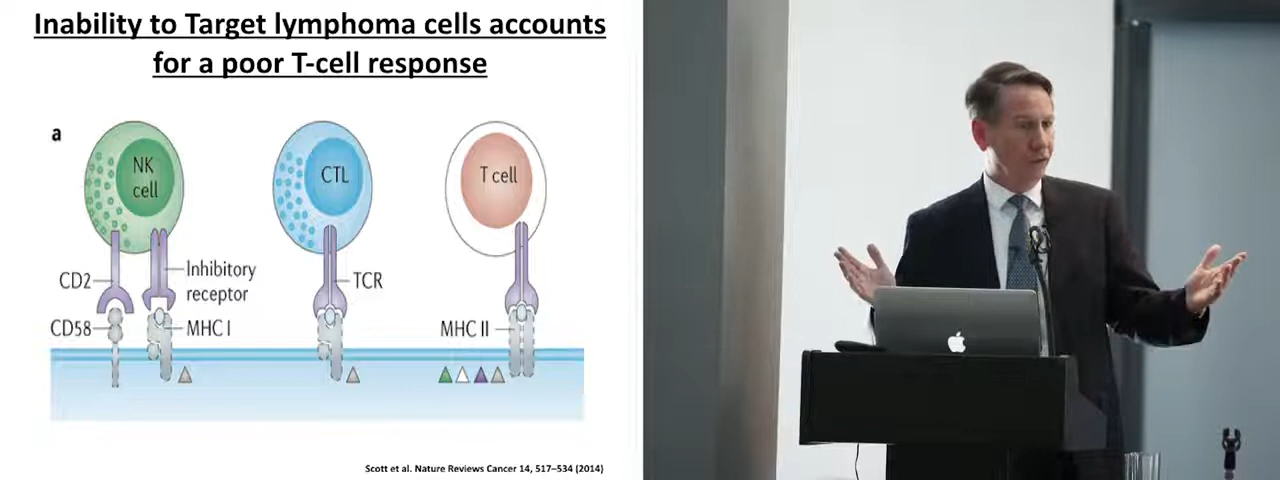 Inability to Target lymphoma cells accounts
for a poor T-cell response
a
NK
cell
CTL
T cell
CD2
Inhibitory
receptor
TCR
CD58
MHC I
MHC II
Scott et al. Nature Reviews Cancer 14, 517–534 (2014)